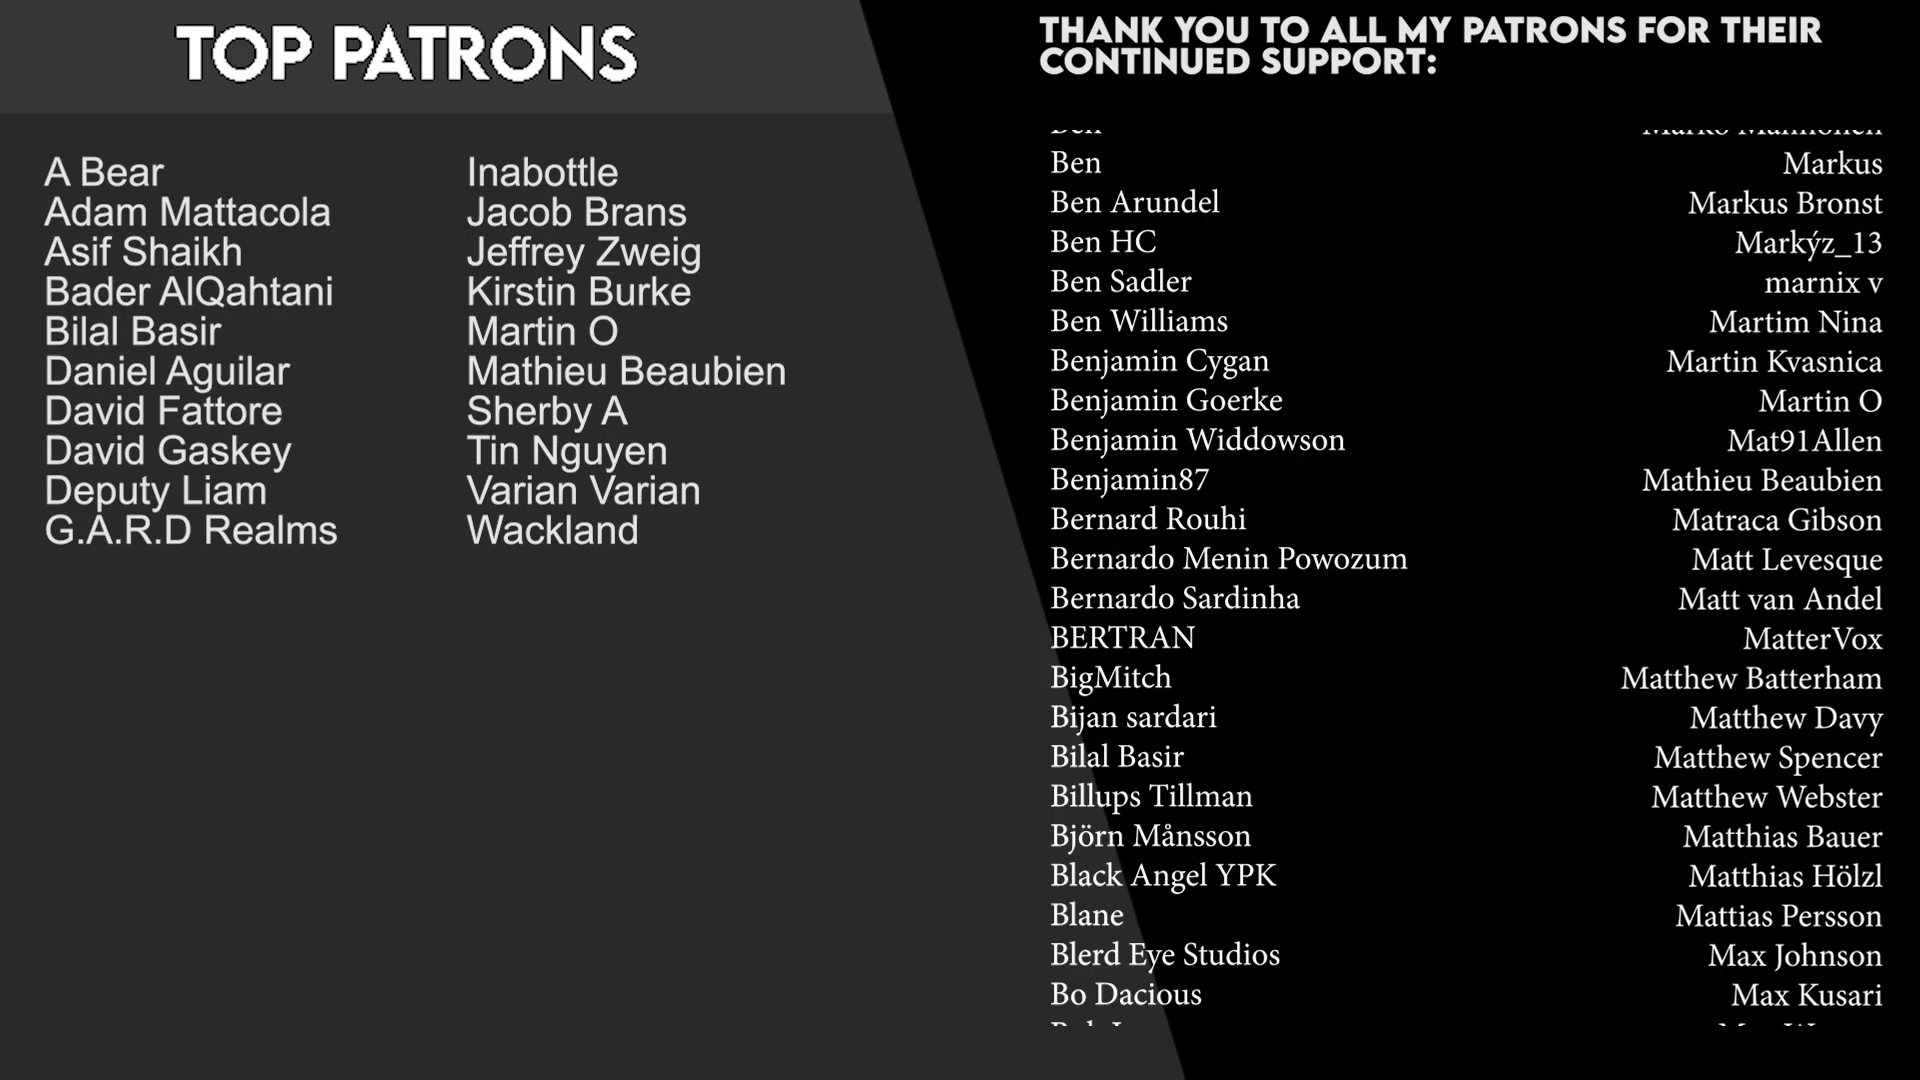 TOP PATRONS
A Bear
Adam Mattacola
Asif Shaikh
Bader AlQahtani
Bilal Basir
Daniel Aguilar
David Fattore
David Gaskey
Deputy Liam
G.A.R.D Realms
Inabottle
Jacob Brans
Jeffrey Zweig
Kirstin Burke
Martin O
Mathieu Beaubien
Sherby A
Tin Nguyen
Varian Varian
Wackland
THANK YOU TO ALL MY PATRONS FOR THEIR
CONTINUED SUPPORT:
Ben
Ben Arundel
Ben HC
Ben Sadler
Ben Williams
Benjamin Cygan
Benjamin Goerke
Benjamin Widdowson
Benjamin87
Bernard Rouhi
Bernardo Menin Powozum
Bernardo Sardinha
BERTRAN
BigMitch
Bijan sardari
Bilal Basir
Billups Tillman
Björn Månsson
Black Angel YPK
Blane
Blerd Eye Studios
Bo Dacious
Markus
Markus Bronst
Markýz_13
marnix v
Martim Nina
Martin Kvasnica
Martin O
Mat91Allen
Mathieu Beaubien
Matraca Gibson
Matt Levesque
Matt van Andel
MatterVox
Matthew Batterham
Matthew Davy
Matthew Spencer
Matthew Webster
Matthias Bauer
Matthias Hölzl
Mattias Persson
Max Johnson
Max Kusari